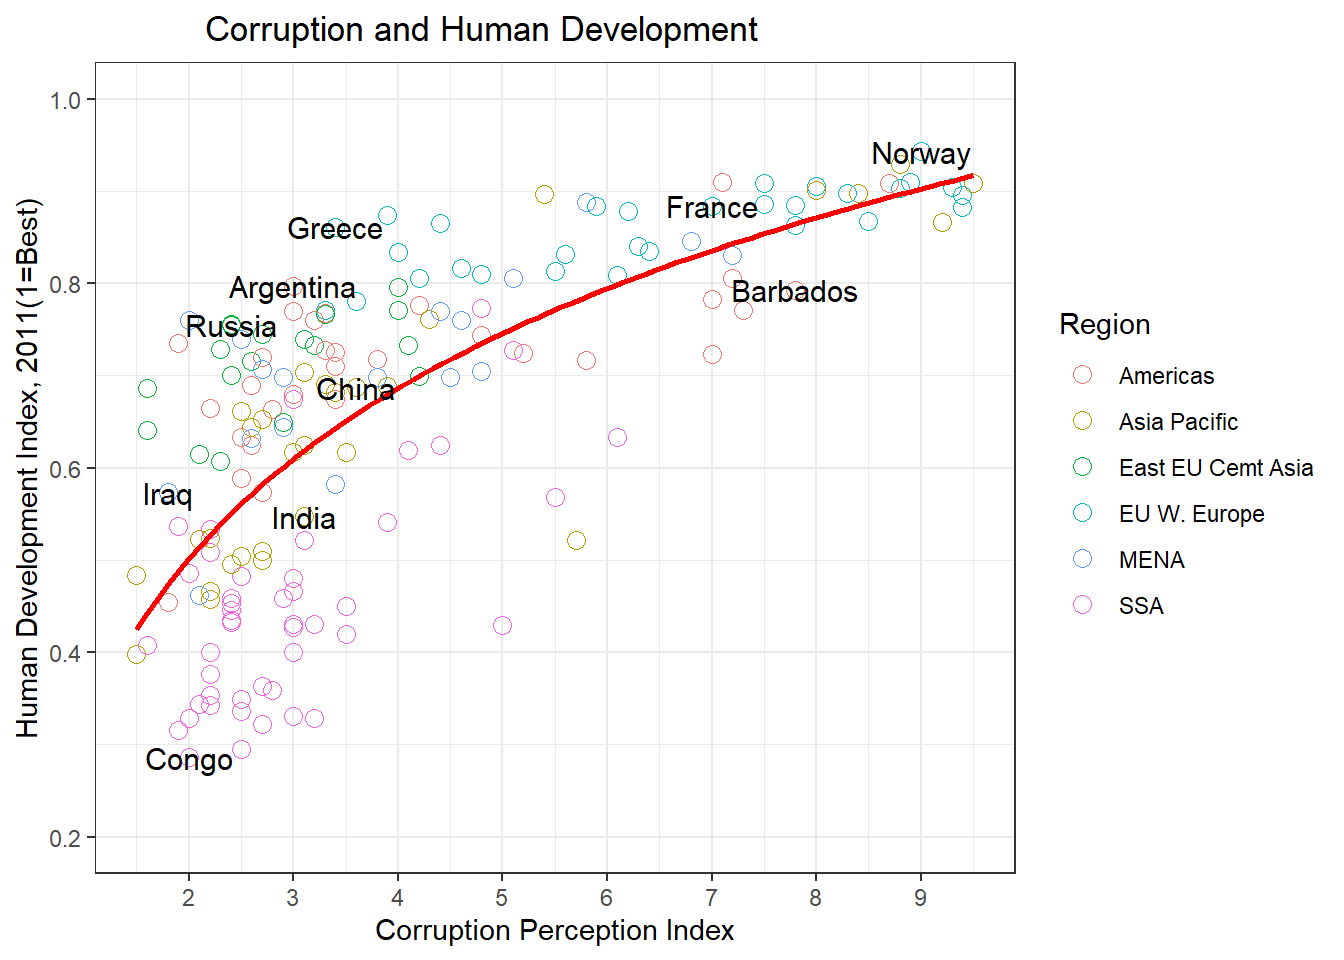 Corruption and Human Development
Human Development Index, 2011(1=Best)
1.0
0.8
0.6
0.4
0.2
Norway
France
Greece
Argentina
Barbados
Russia
China
Iraq
India
Congo
2 3 4 5 6 7 8 9
Corruption Perception Index
Region
Americas
Asia Pacific
East EU Cemt Asia
EU W. Europe
MENA
SSA